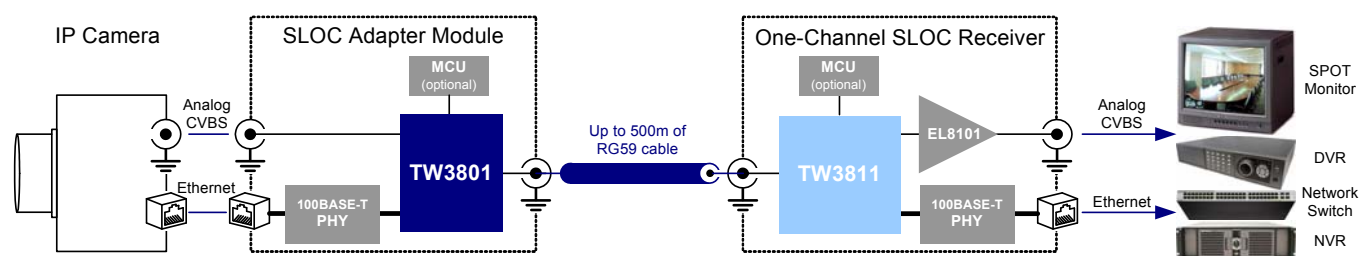 IP Camera
SLOC Adapter Module
One-Channel SLOC Receiver
MCU
(optional)
MCU
(optional)
SPOT
Monitor
Analog
CVBS
Up to 500m of
RG59 cable
EL8101
Analog
CVBS
TW3801
TW3811
DVR
Ethernet
100BASE-T
PHY
100BASE-T
PHY
Ethernet
Network
Switch
NVR